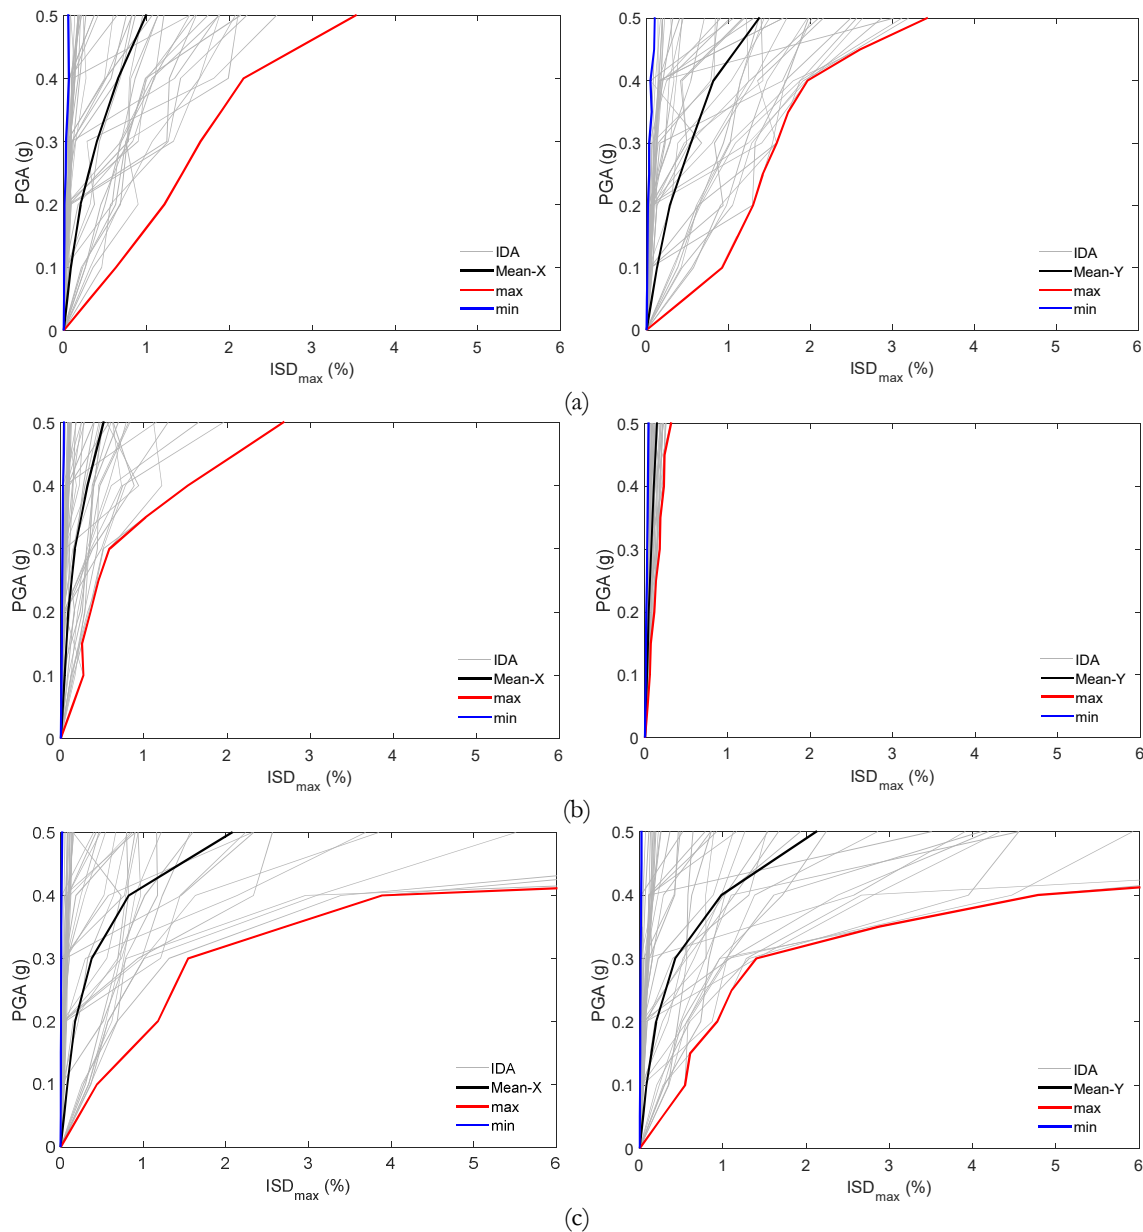 0.5 0.5
0.4 0.4
0.3 0.3
PGA (g) PGA (g)
0.2 0.2
IDA IDA
Mean-X Mean-Y
0.1 0.1
max max
min min
0 0
0 1 2 3 4 5 6 0 1 2 3 4 5 6
ISDmax (%) ISDmax (%)
(a)
0.5 0.5
0.4 0.4
0.3 0.3
PGA (g) PGA (g)
0.2 0.2
IDA IDA
Mean-X Mean-Y
0.1 0.1
max max
min min
0 0
0 1 2 3 4 5 6 0 1 2 3 4 5 6
ISDmax (%) ISDmax (%)
(b)
0.5 0.5
0.4 0.4
0.3 0.3
PGA (g) PGA (g)
0.2 0.2
IDA IDA
0.1 0.1
Mean-X Mean-Y
max max
min min
0 0
0 1 2 3 4 5 6 0 1 2 3 4 5 6
ISDmax (%) ISDmax (%)
(c)